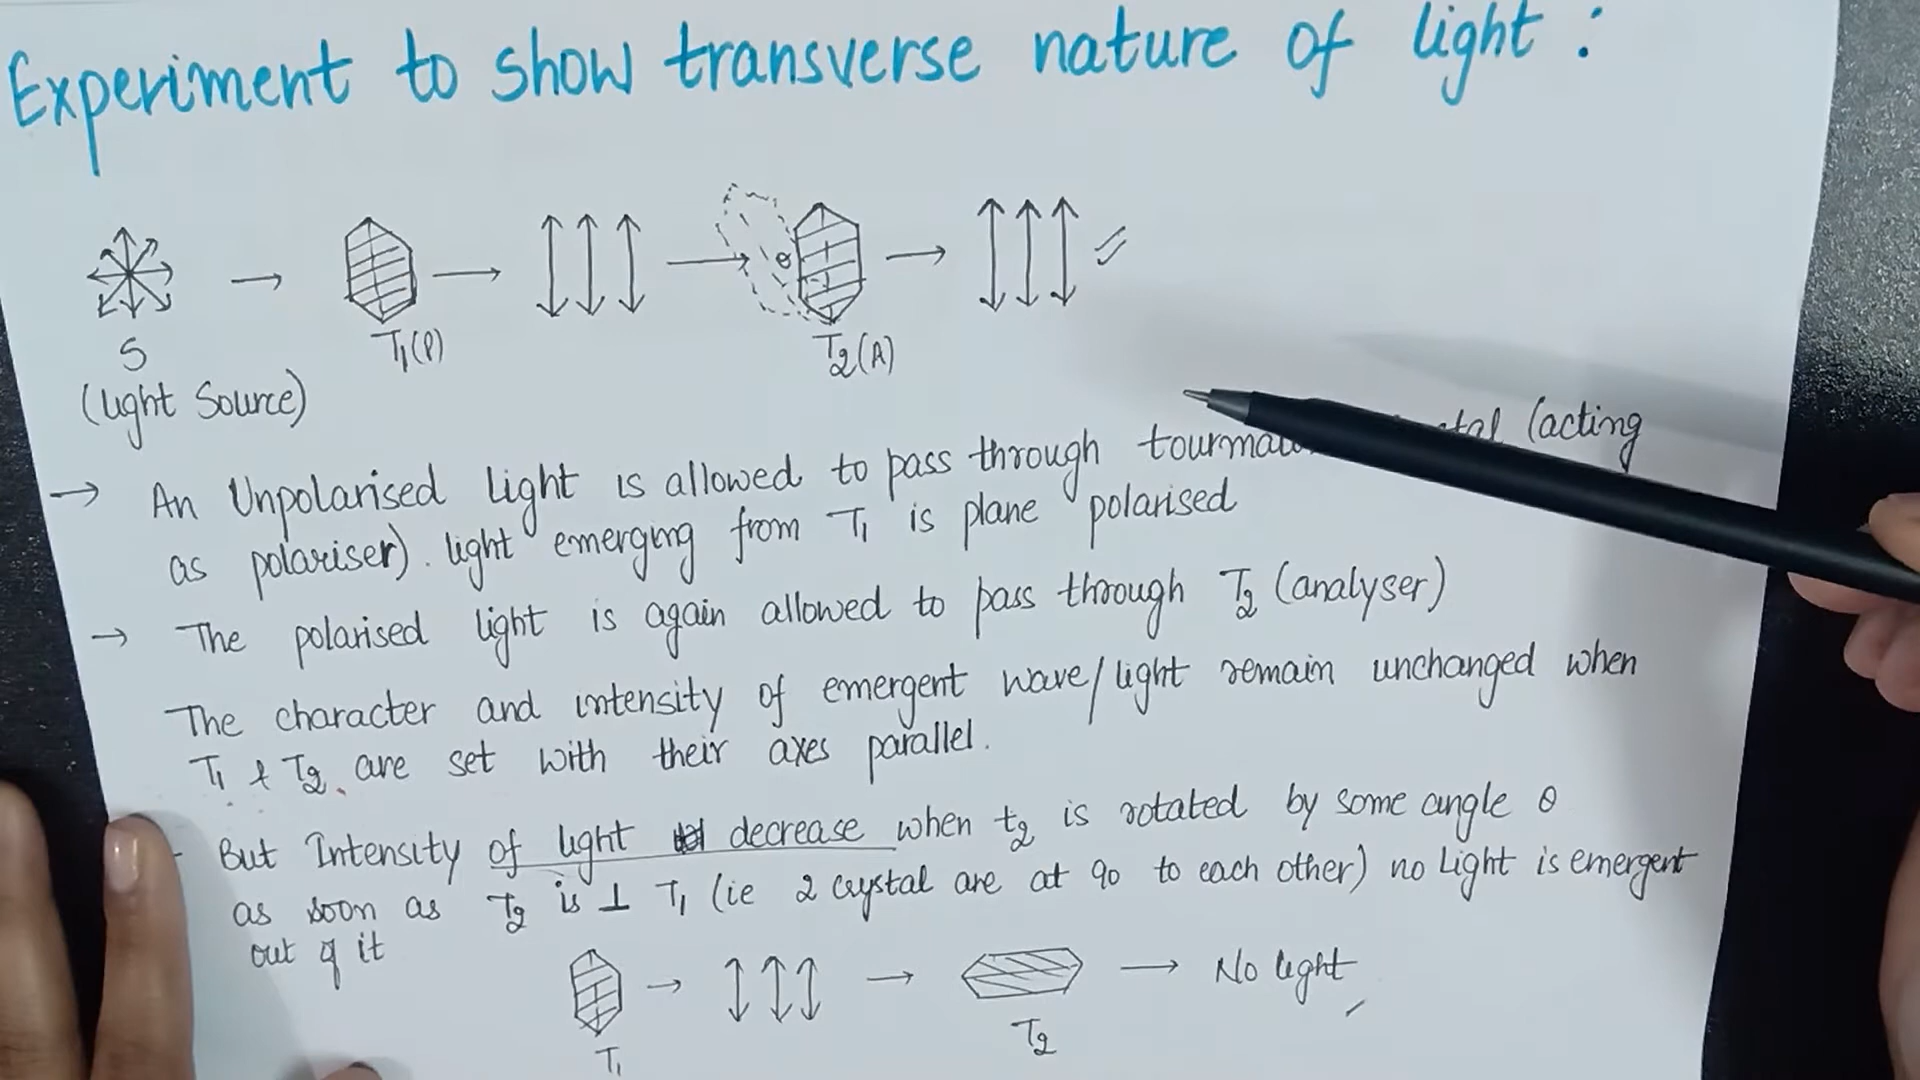 Experiment to show transverse nature of light :
θ
S
T1(P)
T2(A)
(light Source)
→ An Unpolarised light is allowed to pass through (acting
as polariser). light emerging from T1 is plane polarised
→ The polarised light is again allowed to pass through T2 (analyser)
The character and intensity of emergent wave/light remain unchanged when
T1 & T2 are set with their axes parallel.
But Intensity of light decrease when t2 is rotated by some angle θ
as soon as T2 is ⊥ T1 (ie 2 crystal are at 90 to each other) no light is emergent
out of it
No light
T1
T2